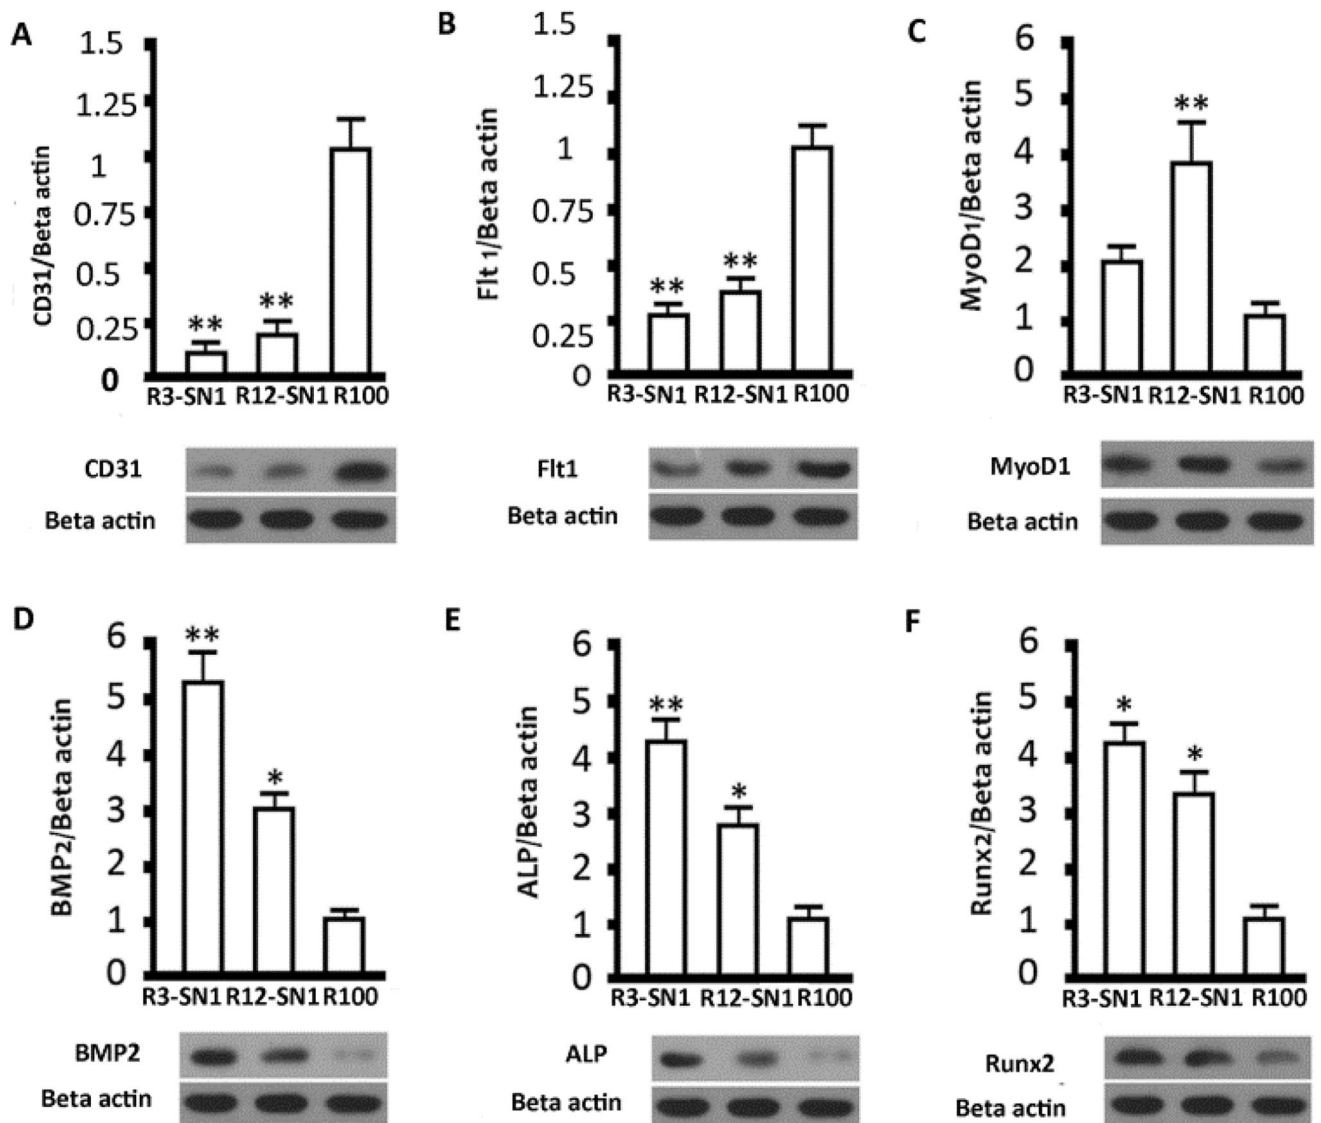 A
1.5
1.25
1
0.75
0.5
0.25
0
CD31/Beta actin
**
**
R3-SN1 R12-SN1 R100
CD31
Beta actin
B
1.5
1.25
1
0.75
0.5
0.25
0
Flt 1/Beta actin
**
**
R3-SN1 R12-SN1 R100
Flt1
Beta actin
C
6
5
4
3
2
1
0
MyoD1/Beta actin
**
R3-SN1 R12-SN1 R100
MyoD1
Beta actin
D
6
5
4
3
2
1
0
BMP2/Beta actin
**
*
R3-SN1 R12-SN1 R100
BMP2
Beta actin
E
6
5
4
3
2
1
0
ALP/Beta actin
**
*
R3-SN1 R12-SN1 R100
ALP
Beta actin
F
6
5
4
3
2
1
0
Runx2/Beta actin
*
*
R3-SN1 R12-SN1 R100
Runx2
Beta actin